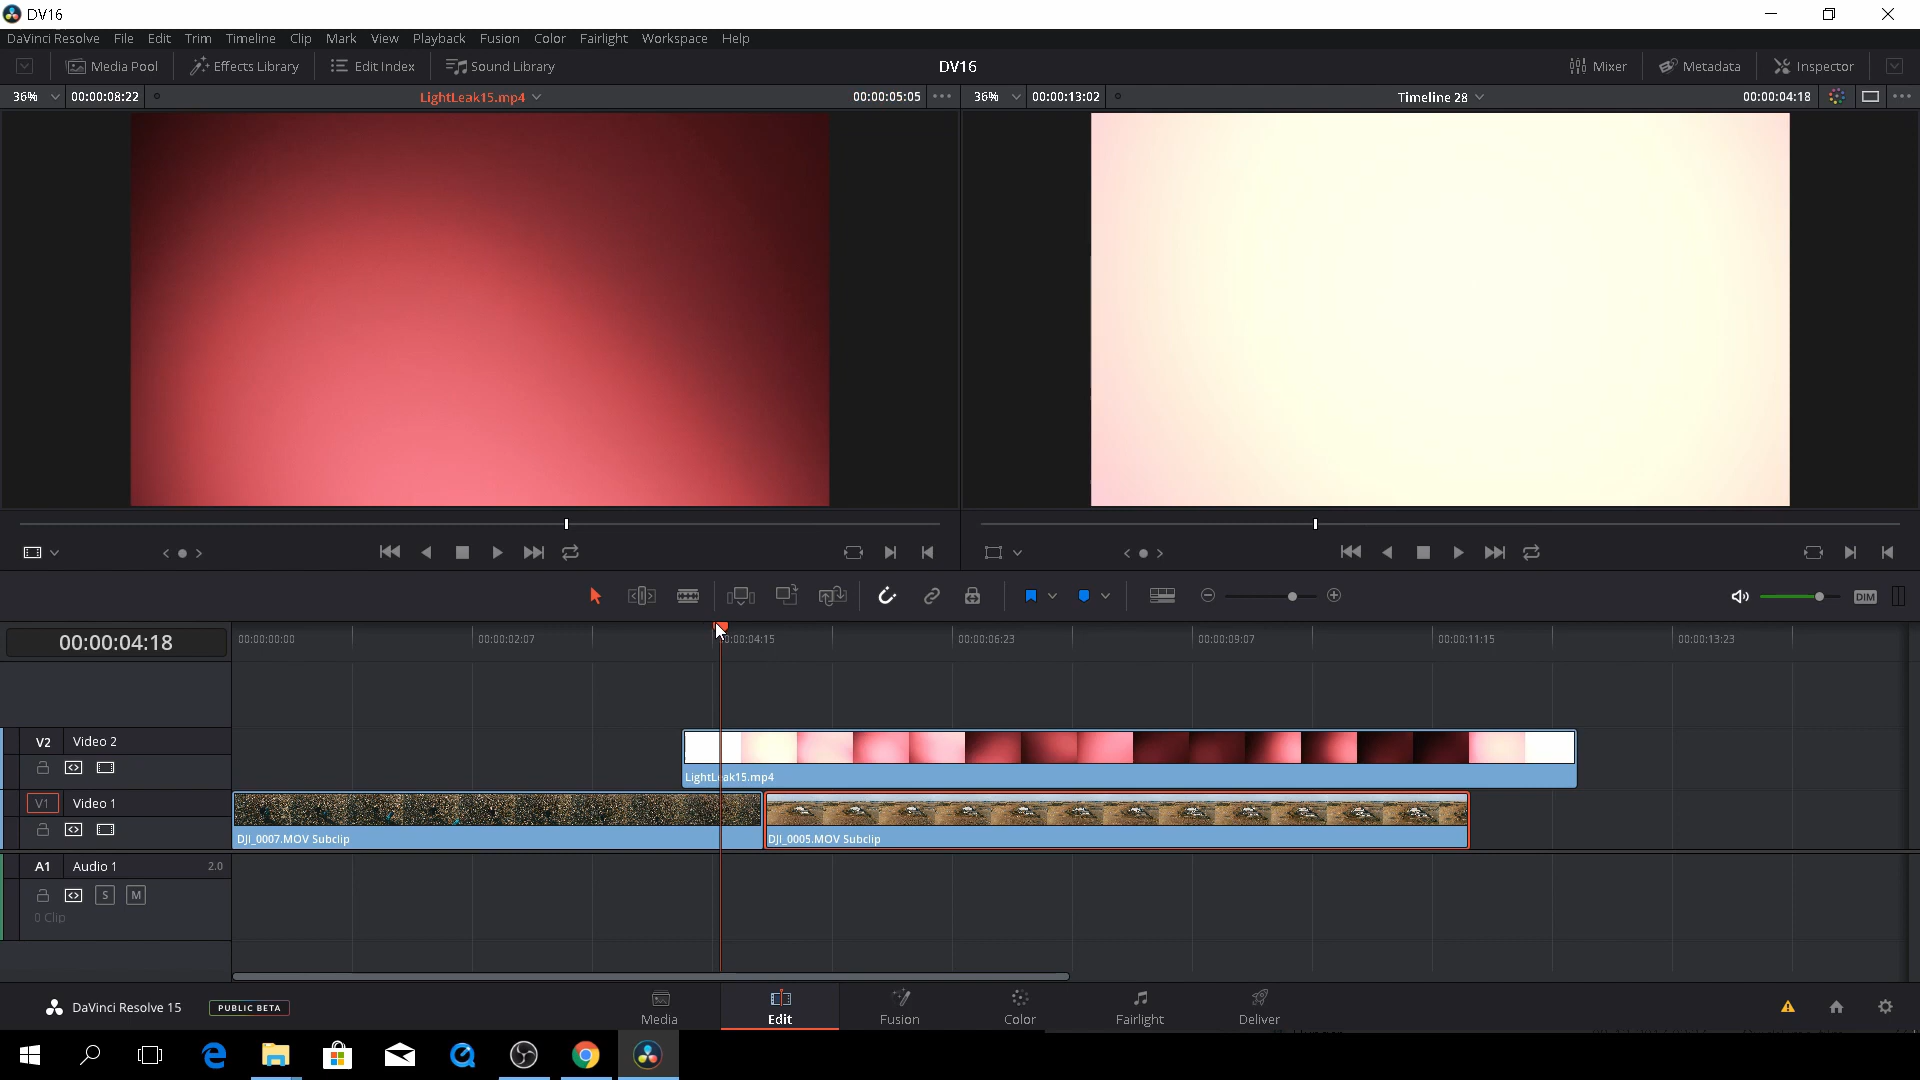 DV16
DaVinci Resolve File Edit Trim Timeline Clip Mark View Playback Fusion Color Fairlight Workspace Help
Media Pool Effects Library Edit Index Sound Library DV16 Mixer Metadata Inspector
36% 00:00:08:22 LightLeak15.mp4 00:00:05:05 36% 00:00:13:02 Timeline 28 00:00:04:18
DIM
00:00:04:18 00:00:00:00 00:00:02:07 00:04:15 00:00:06:23 00:00:09:07 00:00:11:15 00:00:13:23
V2 Video 2
LightLeak15.mp4
V1 Video 1
DJI_0007.MOV Subclip DJI_0005.MOV Subclip
A1 Audio 1 2.0
S M
0 Clip
DaVinci Resolve 15 PUBLIC BETA Media Edit Fusion Color Fairlight Deliver